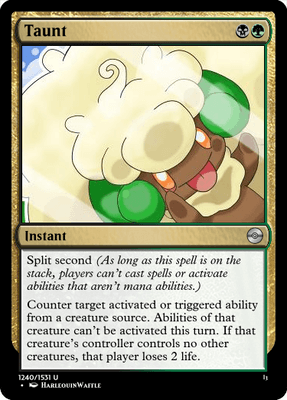 Taunt
Instant
Split second (As long as this spell is on the
stack, players can't cast spells or activate
abilities that aren't mana abilities.)
Counter target activated or triggered ability
from a creature source. Abilities of that
creature can't be activated this turn. If that
creature's controller controls no other
creatures, that player loses 2 life.
1240/1531 U
• HarlequinWaffle